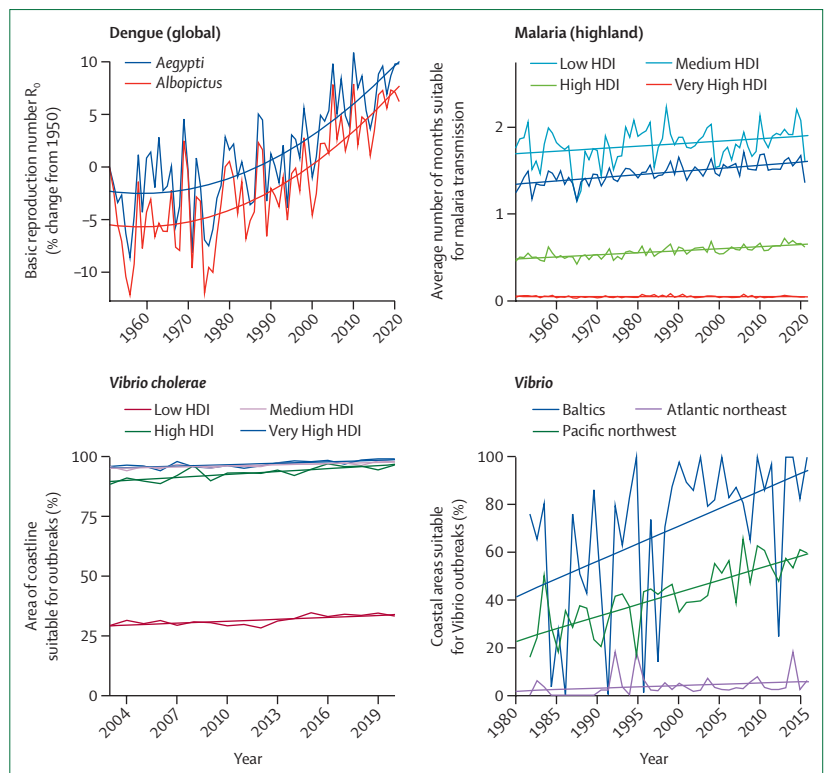 Dengue (global)
Aegypti
Albopictus
Basic reproduction number R0
(% change from 1950)
10
5
0
−5
−10
1960
1970
1980
1990
2000
2010
2020
Malaria (highland)
Low HDI
Medium HDI
High HDI
Very High HDI
Average number of months suitable
for malaria transmission
2
1
0
1960
1970
1980
1990
2000
2010
2020
Vibrio cholerae
Low HDI
Medium HDI
High HDI
Very High HDI
Area of coastline
suitable for outbreaks (%)
100
75
50
25
0
2004
2007
2010
2013
2016
2019
Year
Vibrio
Baltics
Atlantic northeast
Pacific northwest
Coastal areas suitable
for Vibrio outbreaks (%)
100
80
60
40
20
0
1980
1985
1990
1995
2000
2005
2010
2015
Year